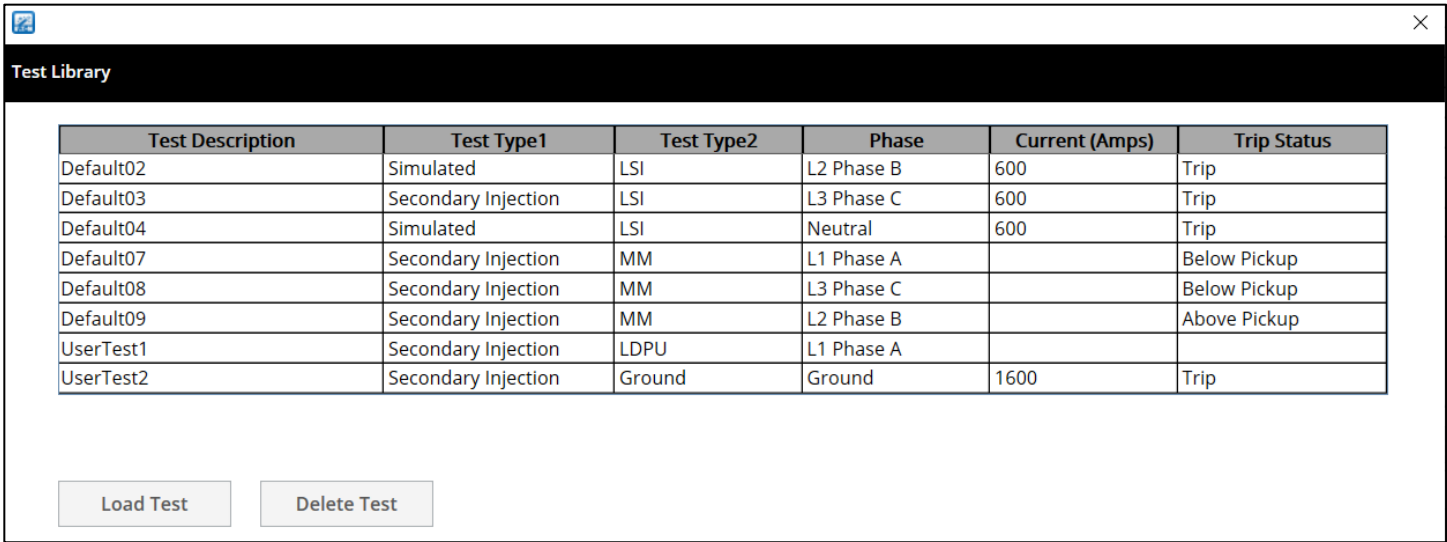 Test Library
Test Description Test Type1 Test Type2 Phase Current (Amps) Trip Status
Default02 Simulated LSI L2 Phase B 600 Trip
Default03 Secondary Injection LSI L3 Phase C 600 Trip
Default04 Simulated LSI Neutral 600 Trip
Default07 Secondary Injection MM L1 Phase A Below Pickup
Default08 Secondary Injection MM L3 Phase C Below Pickup
Default09 Secondary Injection MM L2 Phase B Above Pickup
UserTest1 Secondary Injection LDPU L1 Phase A
UserTest2 Secondary Injection Ground Ground 1600 Trip
Load Test Delete Test